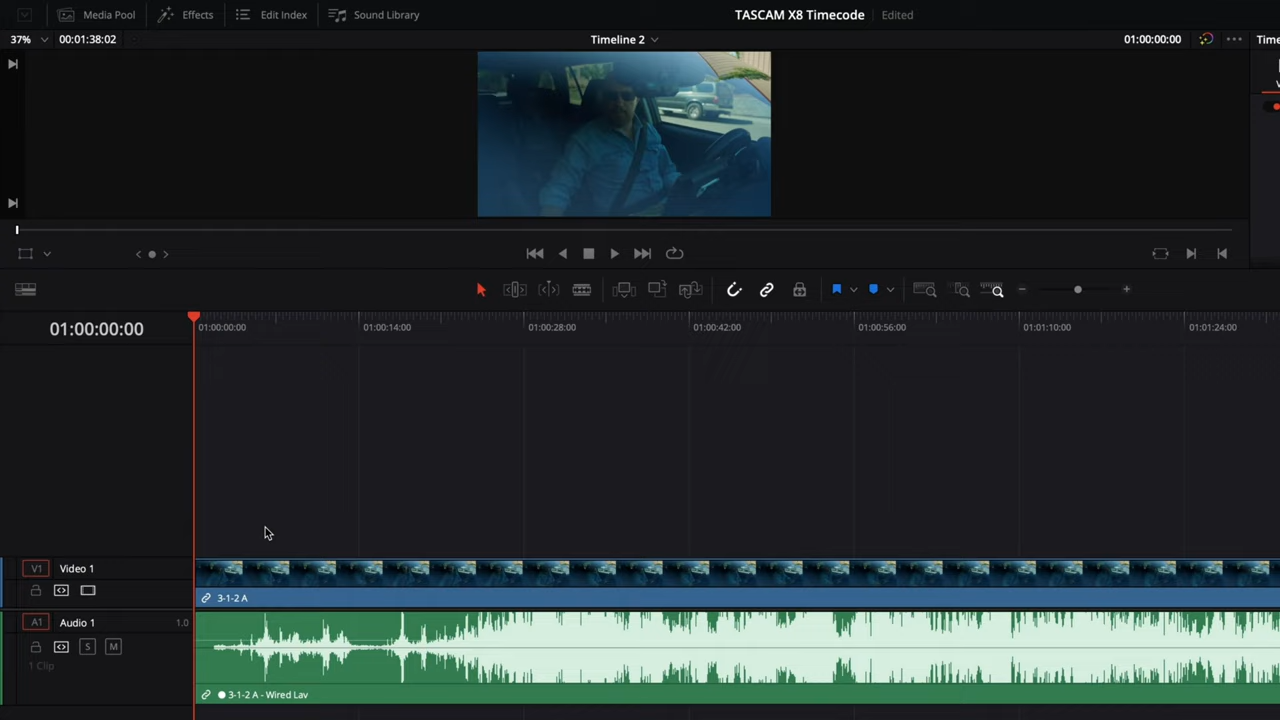 Media Pool Effects Edit Index Sound Library TASCAM X8 Timecode Edited
37% 00:01:38:02 Timeline 2 01:00:00:00 Time
01:00:00:00 01:00:00:00 01:00:14:00 01:00:28:00 01:00:42:00 01:00:56:00 01:01:10:00 01:01:24:00
V1 Video 1
3-1-2 A
A1 Audio 1 1.0
S M
1 Clip
3-1-2 A - Wired Lav